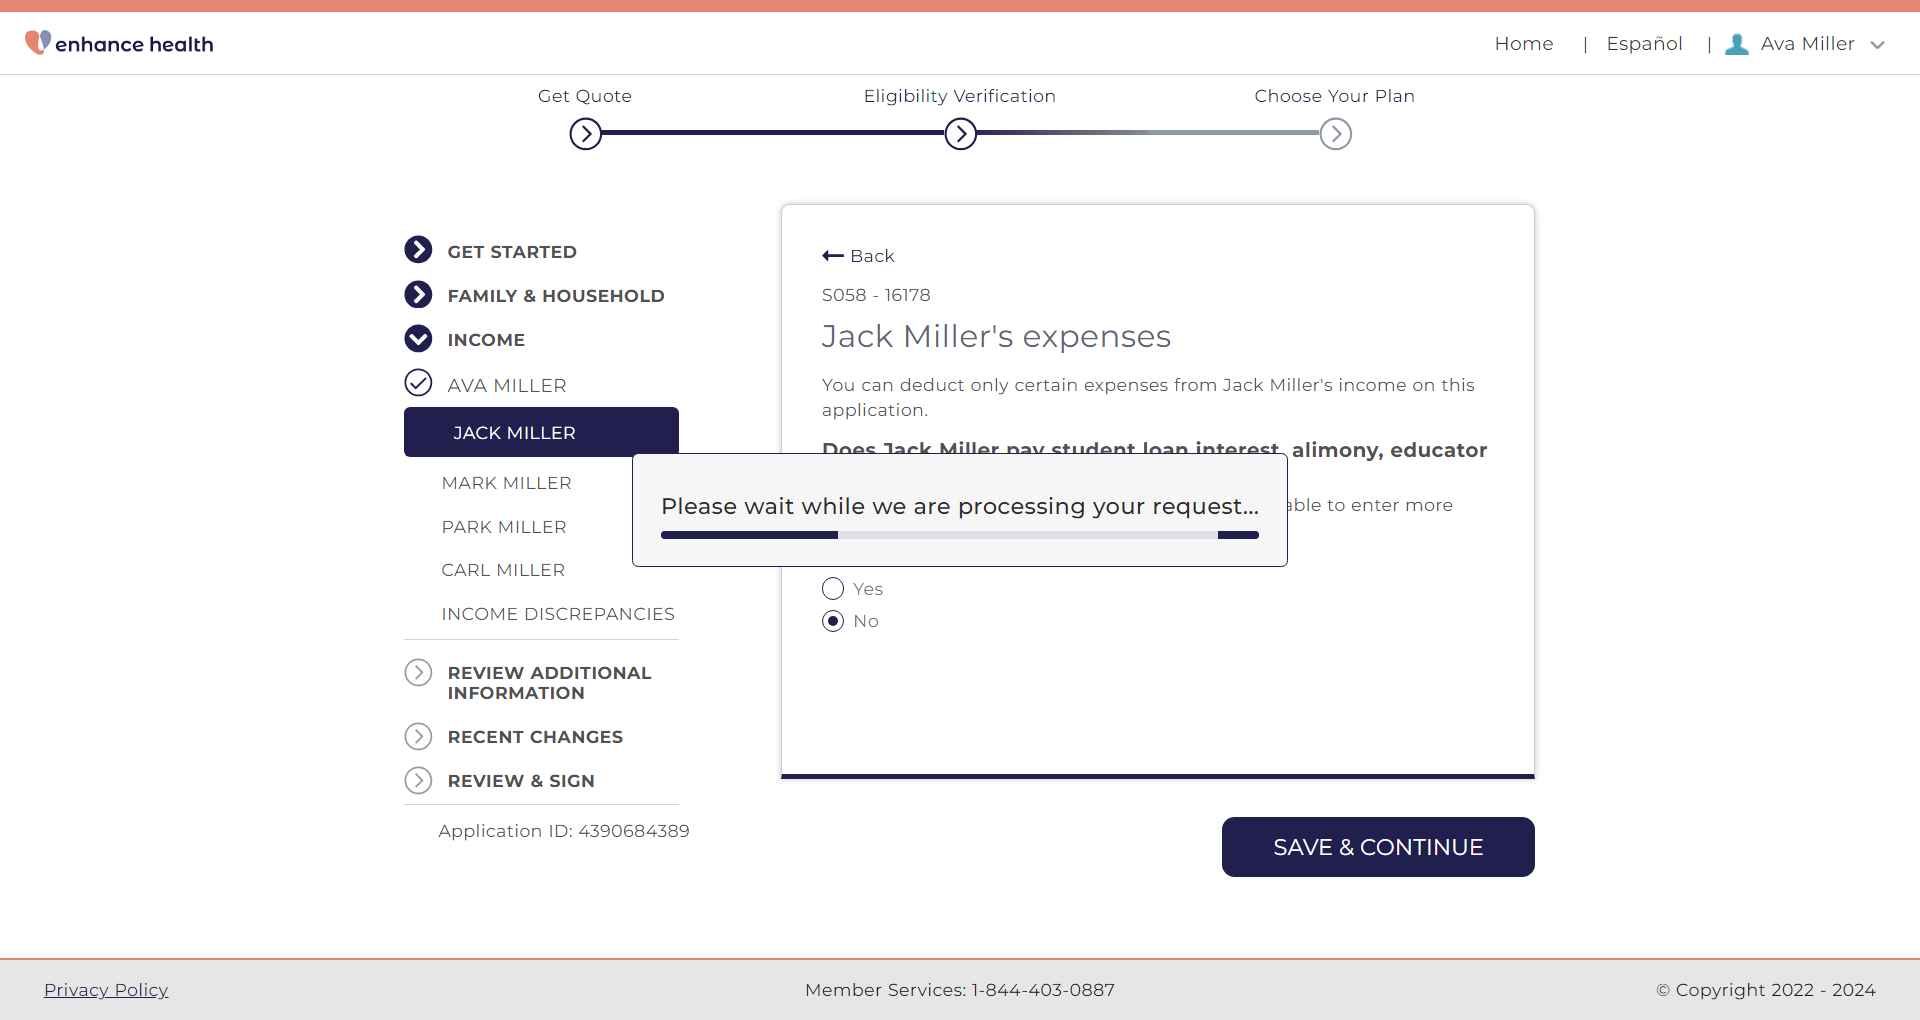 enhance health
Home | Español | Ava Miller
Get Quote
Eligibility Verification
Choose Your Plan
GET STARTED
FAMILY & HOUSEHOLD
INCOME
AVA MILLER
JACK MILLER
MARK MILLER
PARK MILLER
CARL MILLER
INCOME DISCREPANCIES
REVIEW ADDITIONAL
INFORMATION
RECENT CHANGES
REVIEW & SIGN
Application ID: 4390684389
Back
S058 - 16178
Jack Miller's expenses
You can deduct only certain expenses from Jack Miller's income on this
application.
Does Jack Miller pay student loan interest, alimony, educator
to enter more
Please wait while we are processing your request...
Yes
No
SAVE & CONTINUE
Privacy Policy
Member Services: 1-844-403-0887
© Copyright 2022 - 2024